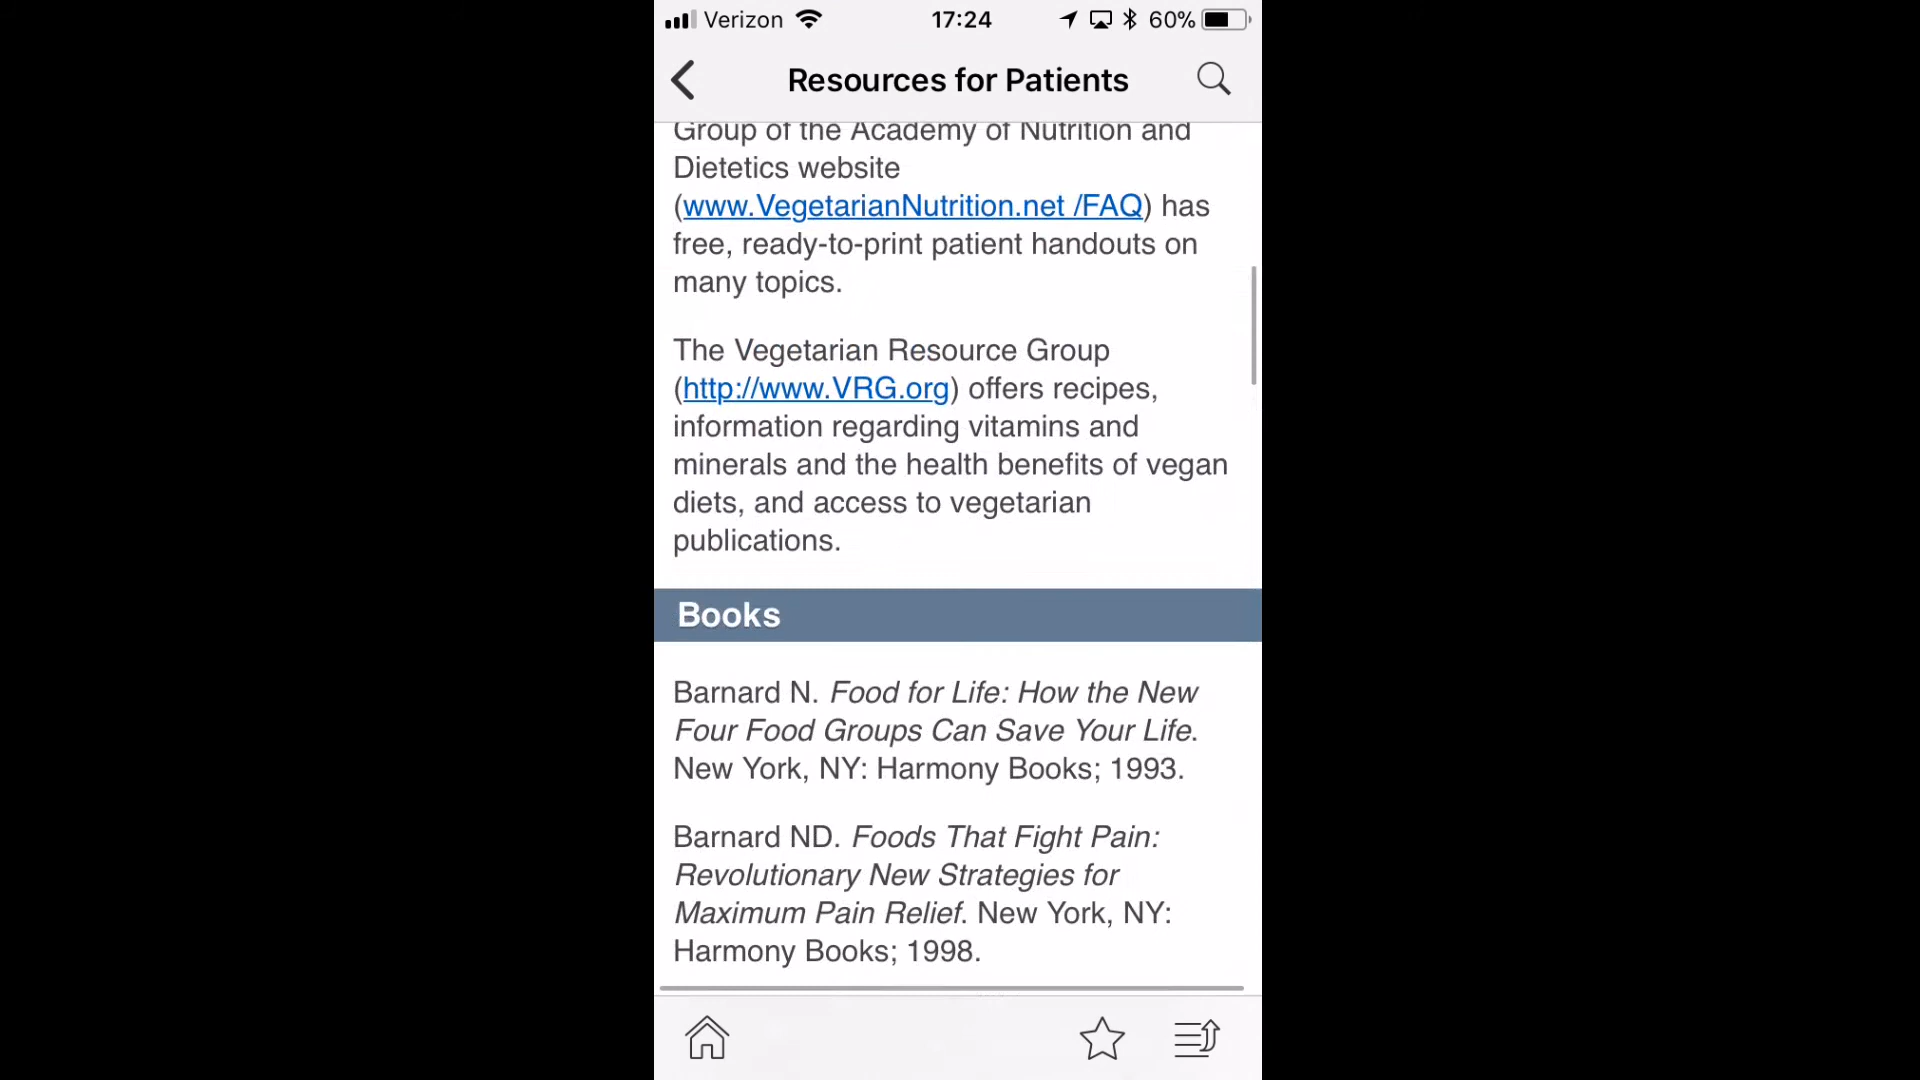 Verizon 17:24 60%
Resources for Patients
Group of the Academy of Nutrition and
Dietetics website
(www.VegetarianNutrition.net /FAQ) has
free, ready-to-print patient handouts on
many topics.
The Vegetarian Resource Group
(http://www.VRG.org) offers recipes,
information regarding vitamins and
minerals and the health benefits of vegan
diets, and access to vegetarian
publications.
Books
Barnard N. Food for Life: How the New
Four Food Groups Can Save Your Life.
New York, NY: Harmony Books; 1993.
Barnard ND. Foods That Fight Pain:
Revolutionary New Strategies for
Maximum Pain Relief. New York, NY:
Harmony Books; 1998.